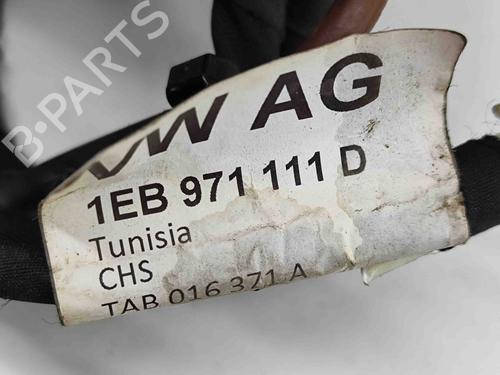 B-PARTS
VW AG
1EB 971 111 D
Tunisia
CHS
TAB 016 371 A